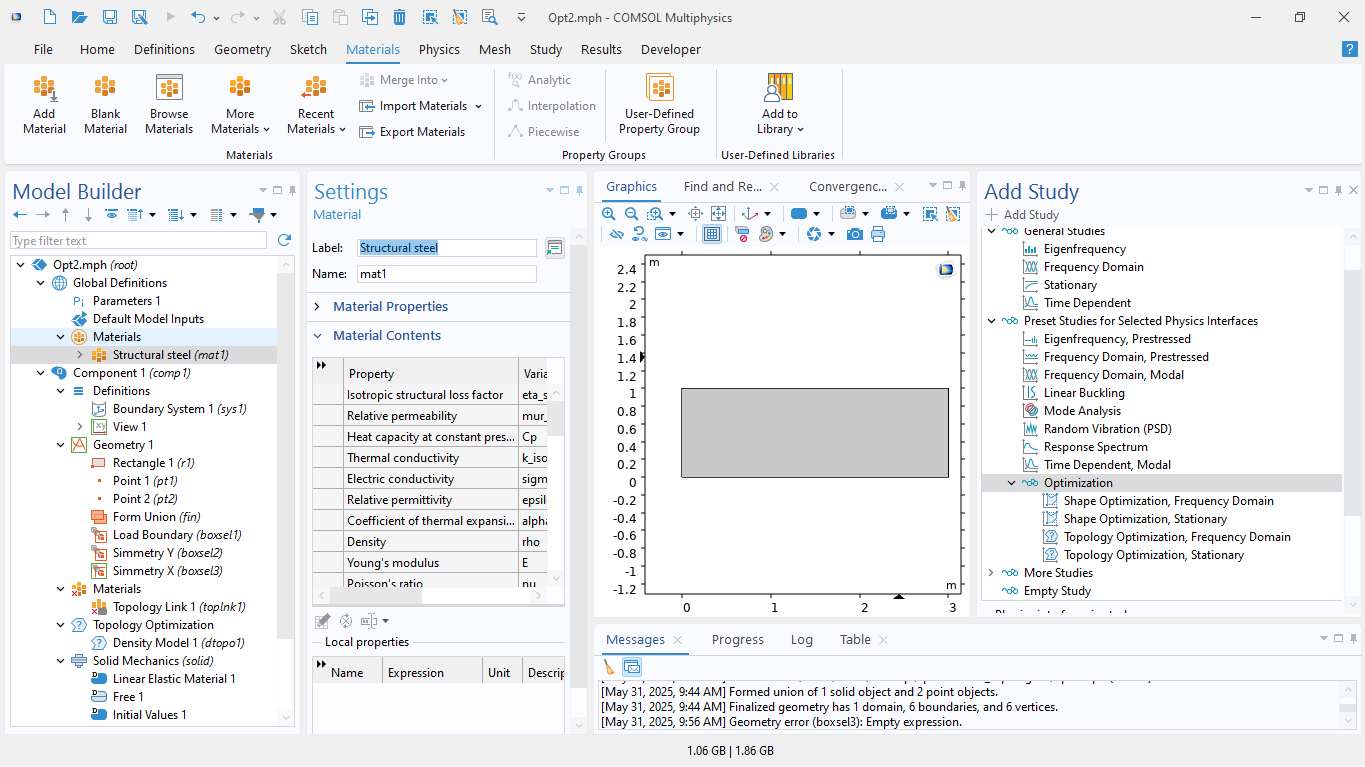 Opt2.mph - COMSOL Multiphysics
File Home Definitions Geometry Sketch Materials Physics Mesh Study Results Developer
Add Material
Blank Material
Browse Materials
More Materials
Recent Materials
Merge Into
Import Materials
Export Materials
Materials
Analytic
Interpolation
Piecewise
User-Defined Property Group
Property Groups
Add to Library
User-Defined Libraries
Model Builder
Type filter text
Opt2.mph (root)
Global Definitions
Parameters 1
Default Model Inputs
Materials
Structural steel (mat1)
Component 1 (comp1)
Definitions
Boundary System 1 (sys1)
View 1
Geometry 1
Rectangle 1 (r1)
Point 1 (pt1)
Point 2 (pt2)
Form Union (fin)
Load Boundary (boxsel1)
Simmetry Y (boxsel2)
Simmetry X (boxsel3)
Materials
Topology Link 1 (toplnk1)
Topology Optimization
Density Model 1 (dtopo1)
Solid Mechanics (solid)
Linear Elastic Material 1
Free 1
Initial Values 1
Settings
Material
Label: Structural steel
Name: mat1
Material Properties
Material Contents
Property Varia
Isotropic structural loss factor eta_s
Relative permeability mur_
Heat capacity at constant pres... Cp
Thermal conductivity k_iso
Electric conductivity sigm
Relative permittivity epsil
Coefficient of thermal expansi... alpha
Density rho
Young's modulus E
Poisson's ratio nu
Local properties
Name Expression Unit Descrip
Graphics Find and Re... Convergenc...
m
2.4
2.2
2
1.8
1.6
1.4
1.2
1
0.8
0.6
0.4
0.2
0
-0.2
-0.4
-0.6
-0.8
-1
-1.2
m
0 1 2 3
Messages Progress Log Table
[May 31, 2025, 9:44 AM] Formed union of 1 solid object and 2 point objects.
[May 31, 2025, 9:44 AM] Finalized geometry has 1 domain, 6 boundaries, and 6 vertices.
[May 31, 2025, 9:56 AM] Geometry error (boxsel3): Empty expression.
Add Study
Add Study
General Studies
Eigenfrequency
Frequency Domain
Stationary
Time Dependent
Preset Studies for Selected Physics Interfaces
Eigenfrequency, Prestressed
Frequency Domain, Prestressed
Frequency Domain, Modal
Linear Buckling
Mode Analysis
Random Vibration (PSD)
Response Spectrum
Time Dependent, Modal
Optimization
Shape Optimization, Frequency Domain
Shape Optimization, Stationary
Topology Optimization, Frequency Domain
Topology Optimization, Stationary
More Studies
Empty Study
1.06 GB | 1.86 GB